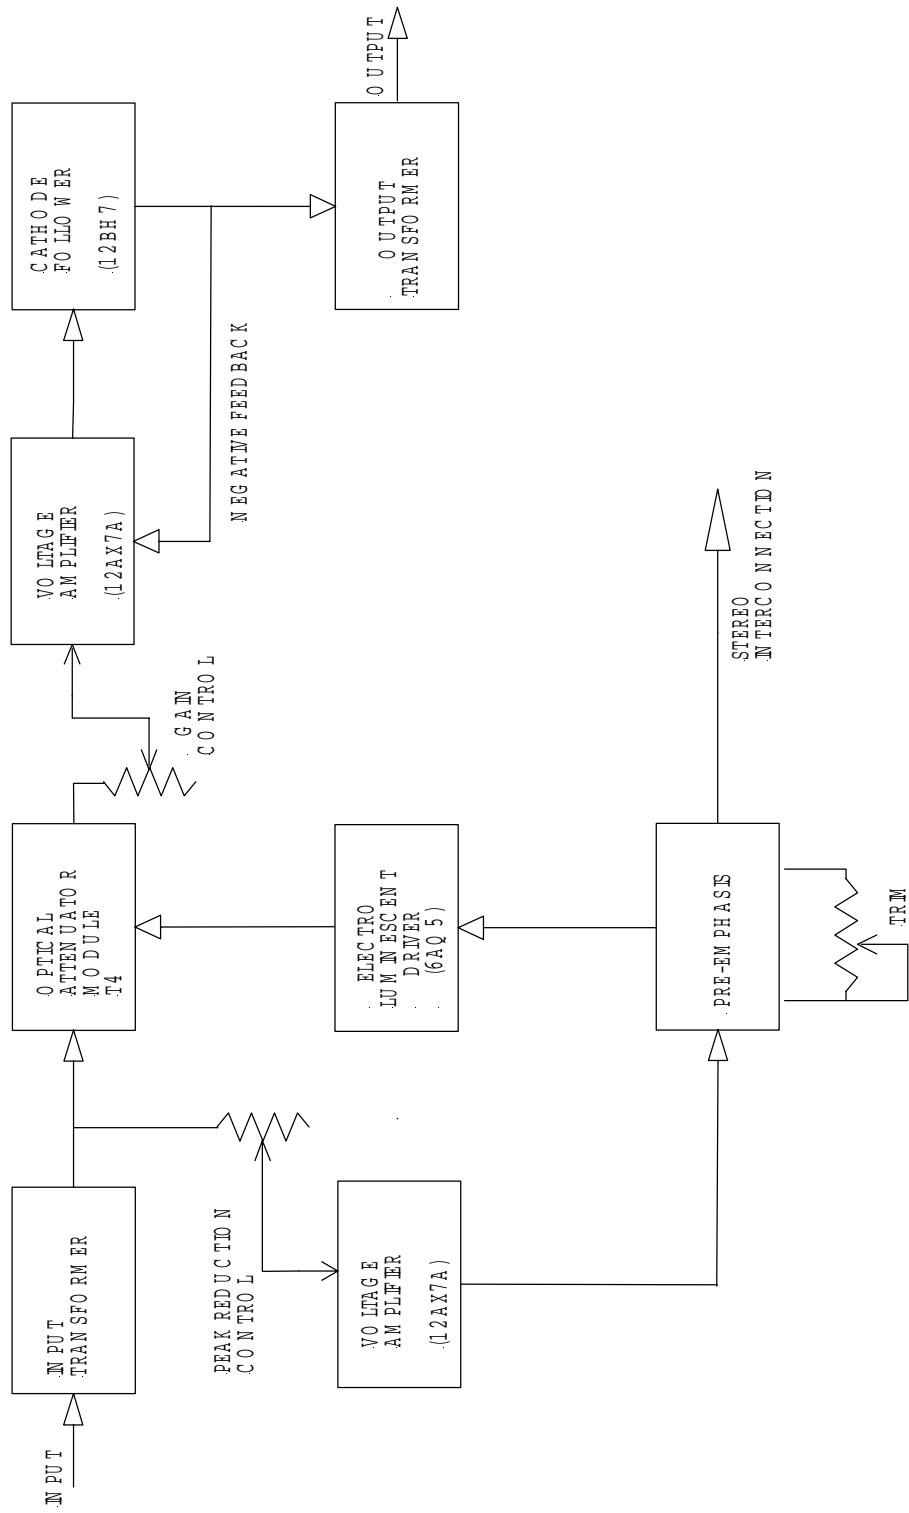 INPUT
INPUT
TRANSFORMER
OPTICAL
ATTENUATOR
MODULE
T4
GAIN
CONTROL
VOLTAGE
AMPLIFIER
(12AX7A)
CATHODE
FOLLOWER
(12BH7)
NEGATIVE FEEDBACK
OUTPUT
TRANSFORMER
OUTPUT
PEAK REDUCTION
CONTROL
VOLTAGE
AMPLIFIER
(12AX7A)
ELECTRO
LUMINESCENT
DRIVER
(6AQ5)
PRE-EMPHASIS
TRIM
STEREO
INTERCONNECTION